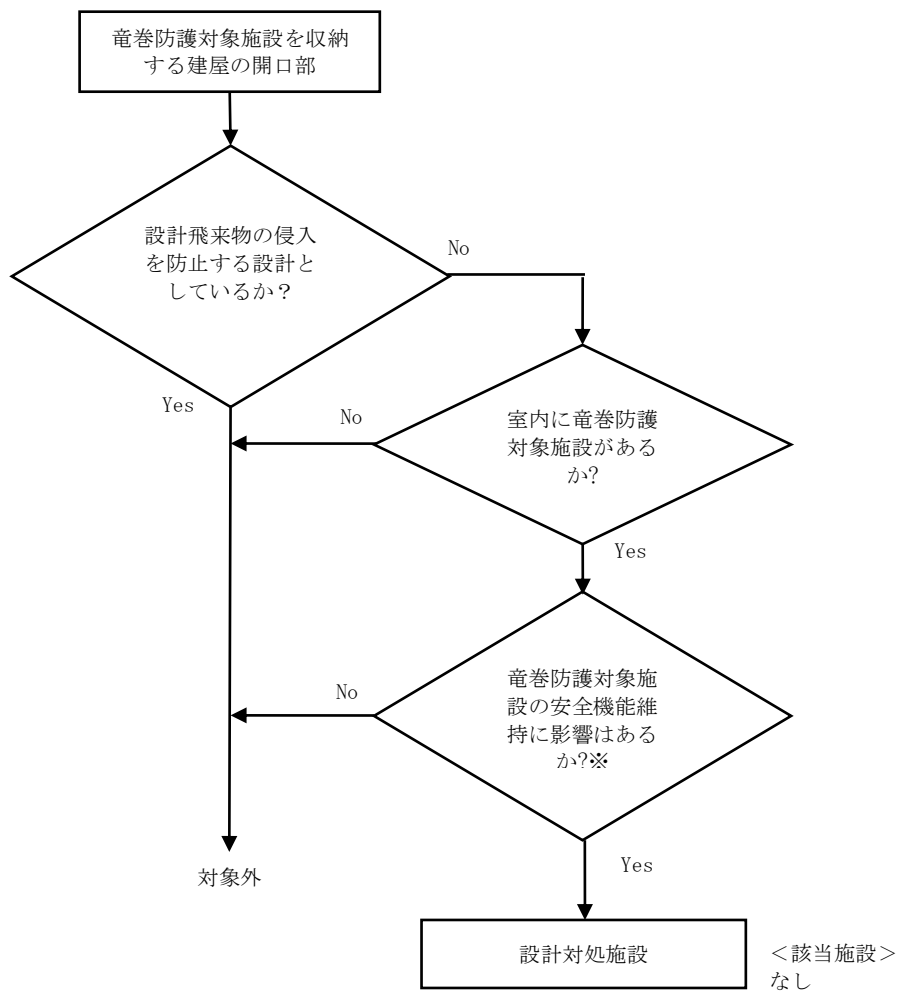 竜巻防護対象施設を収納
する建屋の開口部
設計飛来物の侵入
を防止する設計と
しているか？
No
Yes
No
室内に竜巻防護
対象施設がある
か?
Yes
竜巻防護対象施
設の安全機能維
持に影響はある
か?※
No
Yes
対象外
設計対処施設
＜該当施設＞
なし